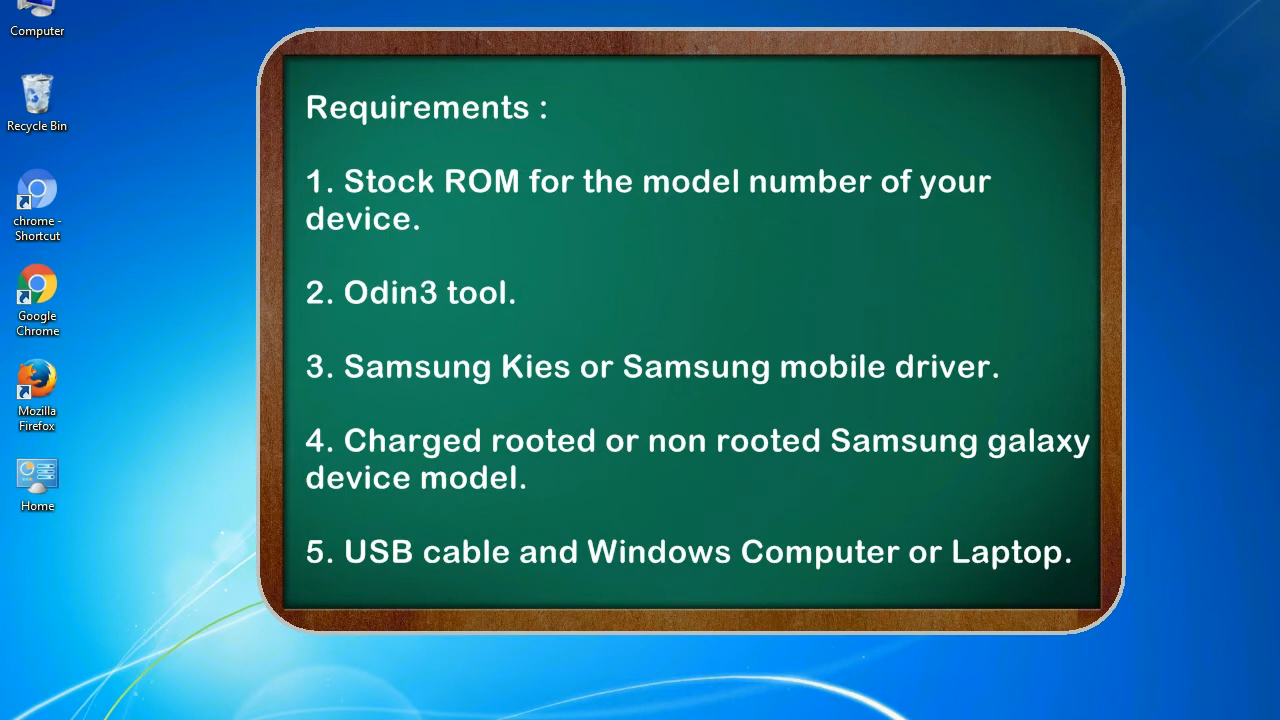 Computer
Recycle Bin
chrome -
Shortcut
Google
Chrome
Mozilla
Firefox
Home
Requirements :
1. Stock ROM for the model number of your
device.
2. Odin3 tool.
3. Samsung Kies or Samsung mobile driver.
4. Charged rooted or non rooted Samsung galaxy
device model.
5. USB cable and Windows Computer or Laptop.